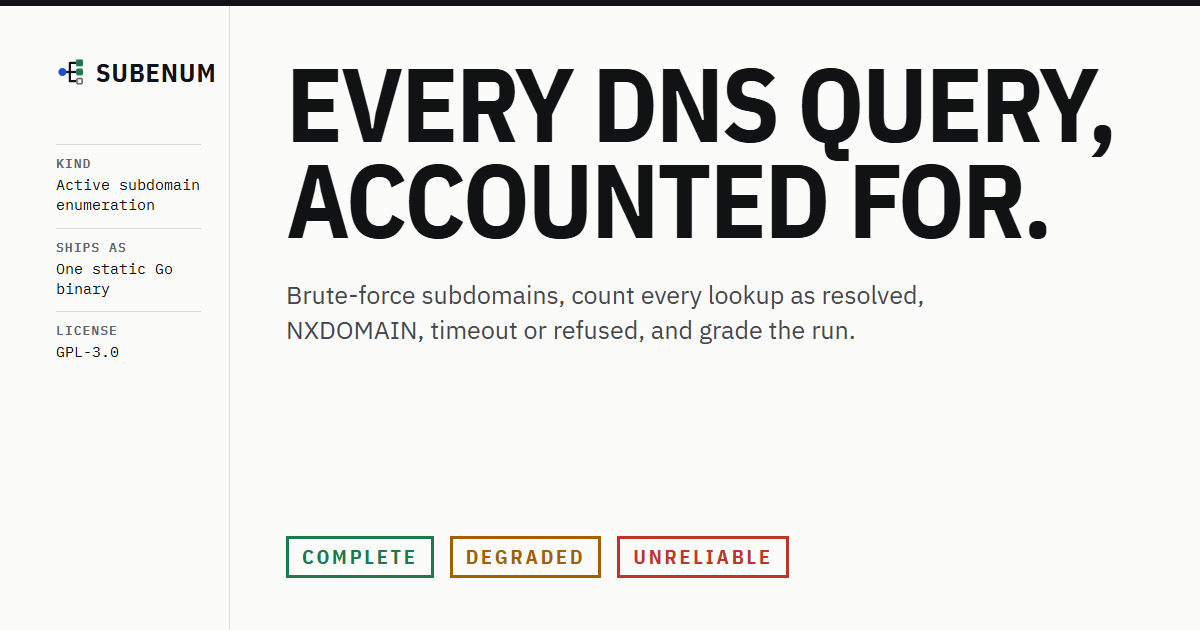 SUBENUM
KIND
Active subdomain
enumeration
SHIPS AS
One static Go
binary
LICENSE
GPL-3.0
EVERY DNS QUERY,
ACCOUNTED FOR.
Brute-force subdomains, count every lookup as resolved,
NXDOMAIN, timeout or refused, and grade the run.
COMPLETE
DEGRADED
UNRELIABLE